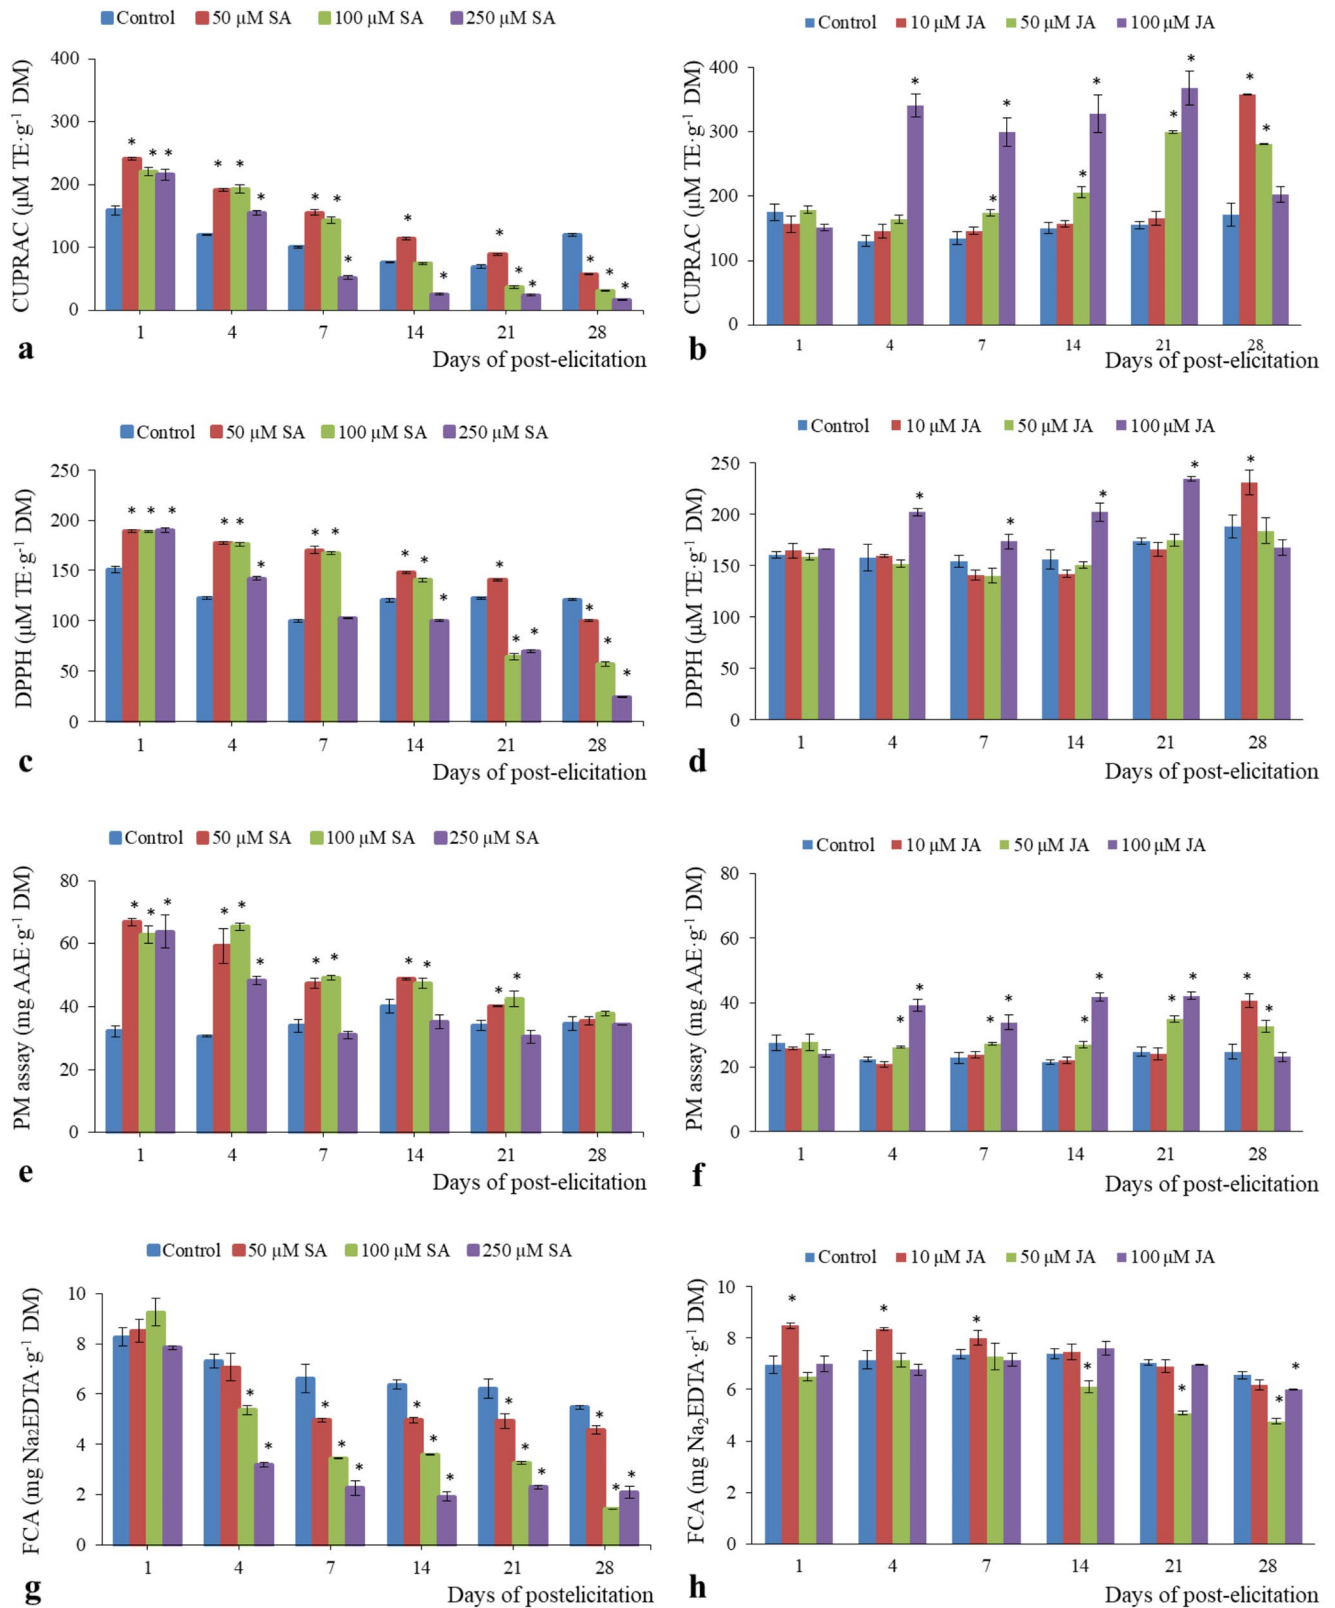 Control 50 µM SA 100 µM SA 250 µM SA
CUPRAC (µM TE·g⁻¹ DM)
400
300
200
100
0
* * * * * * * * * * * * * * * *
1 4 7 14 21 28
Days of post-elicitation
a
Control 10 µM JA 50 µM JA 100 µM JA
CUPRAC (µM TE·g⁻¹ DM)
400
300
200
100
0
* * * * * * * * *
1 4 7 14 21 28
Days of post-elicitation
b
Control 50 µM SA 100 µM SA 250 µM SA
DPPH (µM TE·g⁻¹ DM)
250
200
150
100
50
0
* * * * * * * * * * * * * * * * *
1 4 7 14 21 28
Days of post-elicitation
c
Control 10 µM JA 50 µM JA 100 µM JA
DPPH (µM TE·g⁻¹ DM)
250
200
150
100
50
0
* * * * *
1 4 7 14 21 28
Days of post-elicitation
d
Control 50 µM SA 100 µM SA 250 µM SA
PM assay (mg AAE·g⁻¹ DM)
80
60
40
20
0
* * * * * * * * * * * *
1 4 7 14 21 28
Days of post-elicitation
e
Control 10 µM JA 50 µM JA 100 µM JA
PM assay (mg AAE·g⁻¹ DM)
80
60
40
20
0
* * * * * * * * * *
1 4 7 14 21 28
Days of post-elicitation
f
Control 50 µM SA 100 µM SA 250 µM SA
FCA (mg Na₂EDTA·g⁻¹ DM)
10
8
6
4
2
0
* * * * * * * * * * * * * *
1 4 7 14 21 28
Days of postelicitation
g
Control 10 µM JA 50 µM JA 100 µM JA
FCA (mg Na₂EDTA·g⁻¹ DM)
10
8
6
4
2
0
* * * * * * *
1 4 7 14 21 28
Days of post-elicitation
h